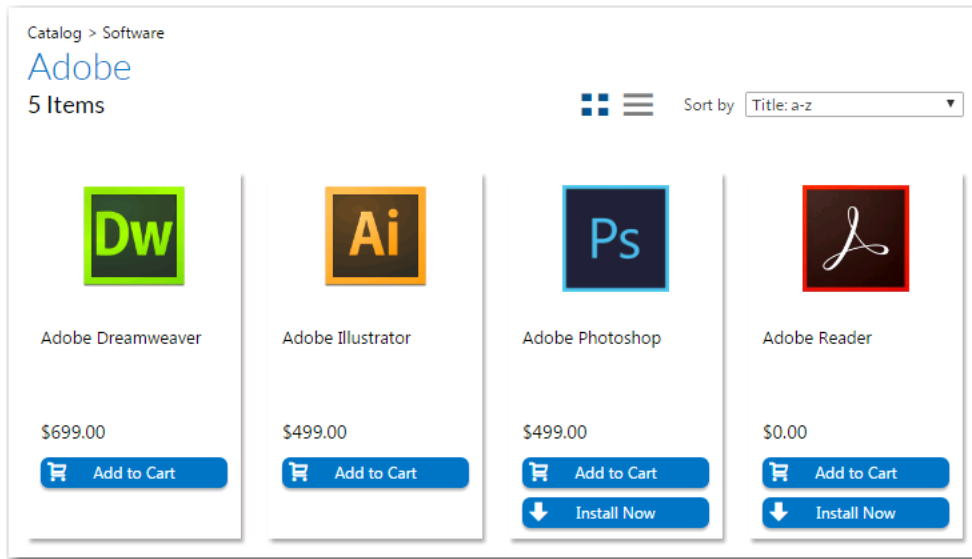 Catalog > Software
Adobe
5 Items
Sort by Title: a-z
Dw
Ai
Ps
Adobe Dreamweaver
Adobe Illustrator
Adobe Photoshop
Adobe Reader
$699.00
$499.00
$499.00
$0.00
Add to Cart
Add to Cart
Add to Cart
Add to Cart
Install Now
Install Now